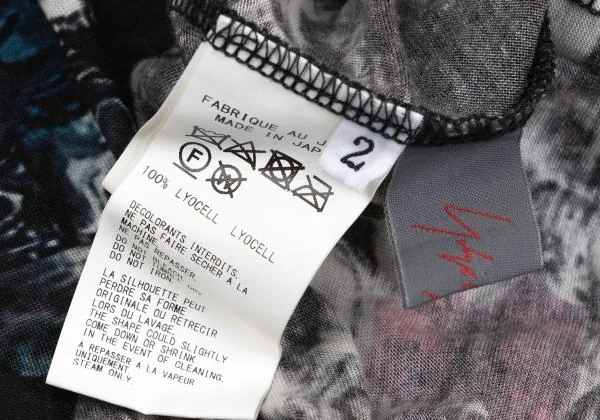 FABRIQUE AU J
MADE IN JAP
2
F
100% LYOCELL LYOCELL
DECOLORANTS INTERDITS.
NE PAS FAIRE SECHER A LA
MACHINE.
NE PAS REPASSER.
DO NOT BLEACH.
DO NOT
DO NOT IRON.
LA SILHOUETTE PEUT
PERDRE SA FORME
ORIGINALE OU RETRECIR
LORS DU LAVAGE.
THE SHAPE COULD SLIGHTLY
COME DOWN OR SHRINK
IN THE EVENT OF CLEANING.
A REPASSER A LA VAPEUR
UNIQUEMENT.
STEAM ONLY.